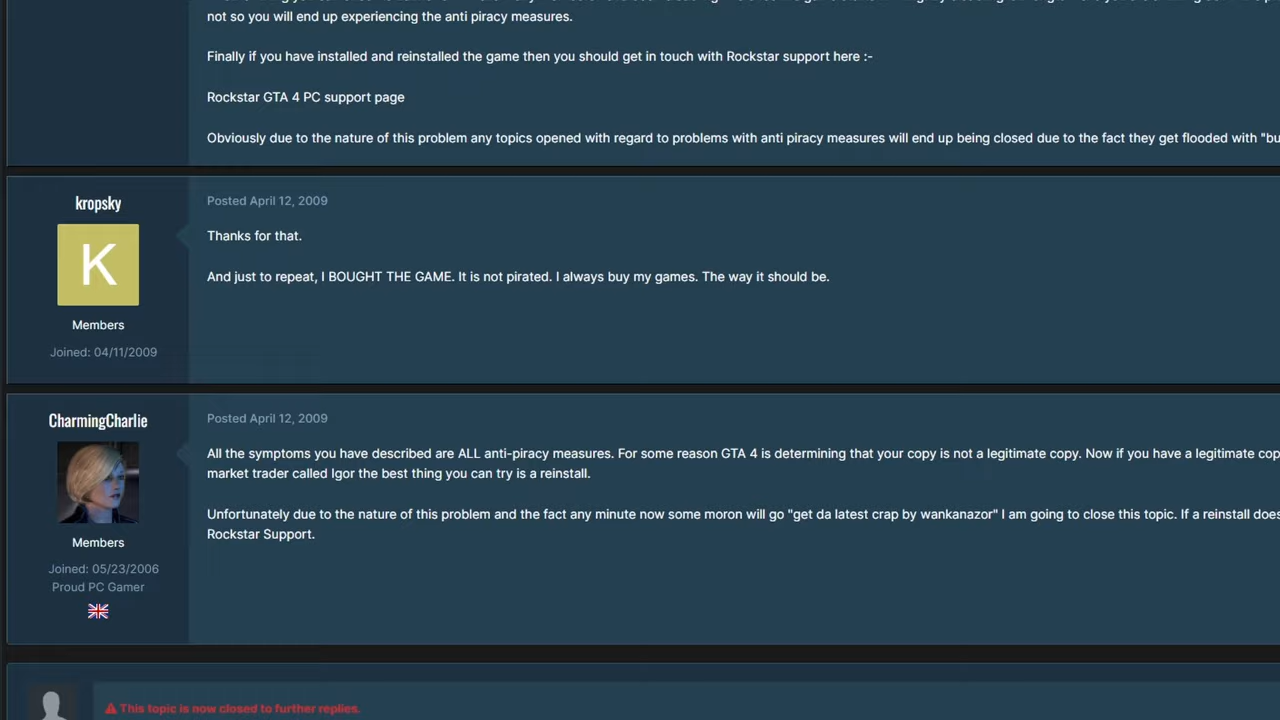 not so you will end up experiencing the anti piracy measures.
Finally if you have installed and reinstalled the game then you should get in touch with Rockstar support here :-
Rockstar GTA 4 PC support page
Obviously due to the nature of this problem any topics opened with regard to problems with anti piracy measures will end up being closed due to the fact they get flooded with "bu
kropsky
K
Members
Joined: 04/11/2009
Posted April 12, 2009
Thanks for that.
And just to repeat, I BOUGHT THE GAME. It is not pirated. I always buy my games. The way it should be.
CharmingCharlie
Members
Joined: 05/23/2006
Proud PC Gamer
Posted April 12, 2009
All the symptoms you have described are ALL anti-piracy measures. For some reason GTA 4 is determining that your copy is not a legitimate copy. Now if you have a legitimate cop
market trader called Igor the best thing you can try is a reinstall.
Unfortunately due to the nature of this problem and the fact any minute now some moron will go "get da latest crap by wankanazor" I am going to close this topic. If a reinstall does
Rockstar Support.
This topic is now closed to further replies.